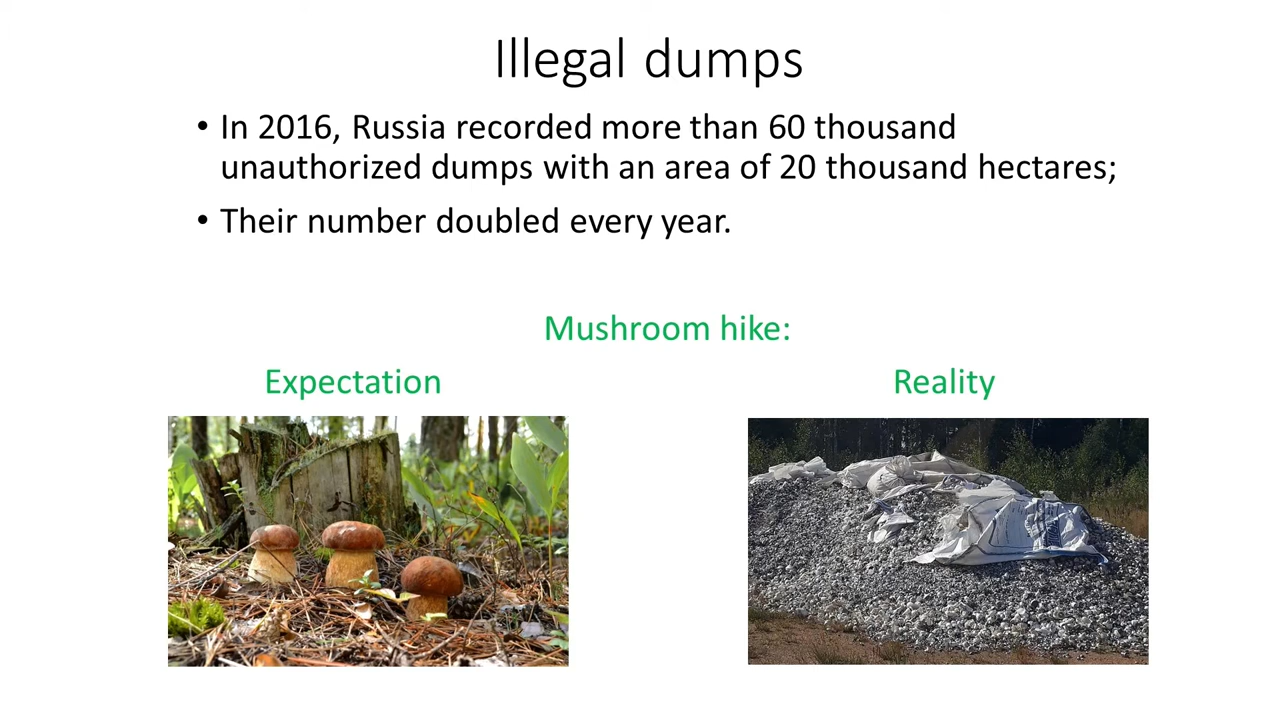 Illegal dumps
• In 2016, Russia recorded more than 60 thousand
unauthorized dumps with an area of 20 thousand hectares;
• Their number doubled every year.
Mushroom hike:
Expectation
Reality